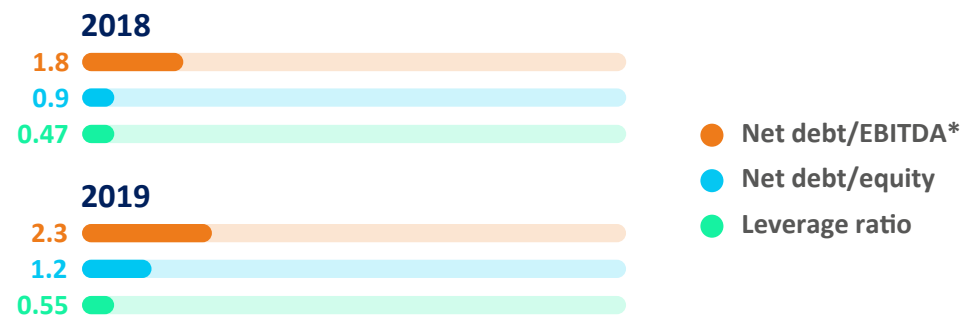 2018
1.8
0.9
0.47
2019
2.3
1.2
0.55
Net debt/EBITDA*
Net debt/equity
Leverage ratio